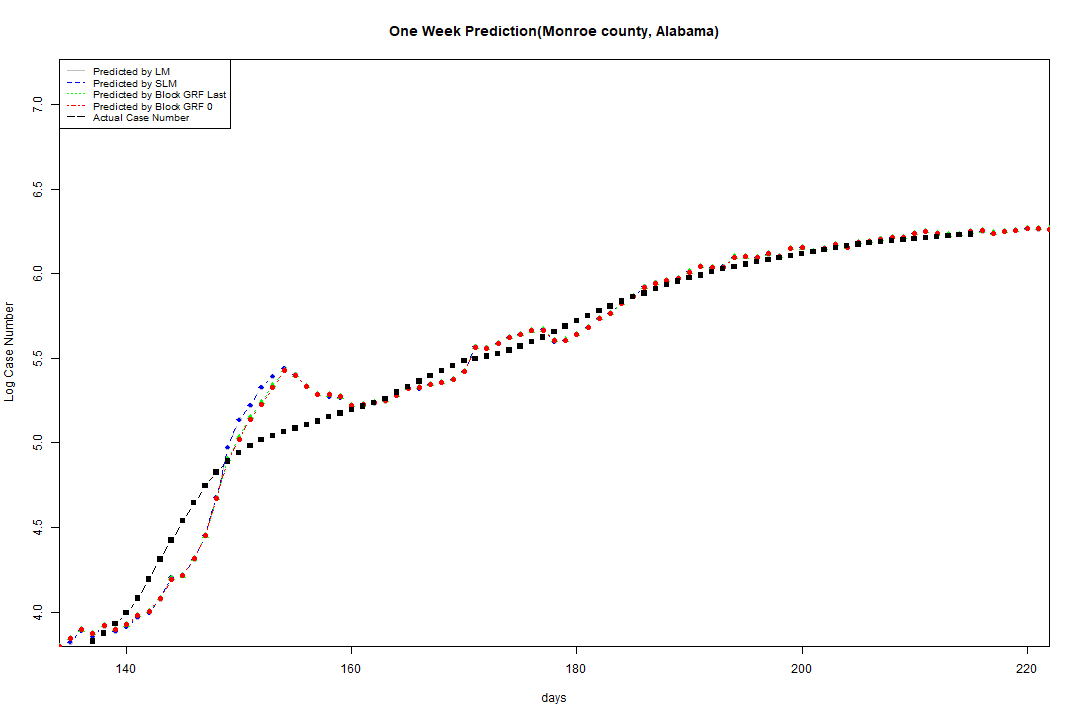 One Week Prediction(Monroe county, Alabama)
Predicted by LM
Predicted by SLM
Predicted by Block GRF Last
Predicted by Block GRF 0
Actual Case Number
7.0
6.5
6.0
5.5
5.0
4.5
4.0
Log Case Number
140 160 180 200 220
days